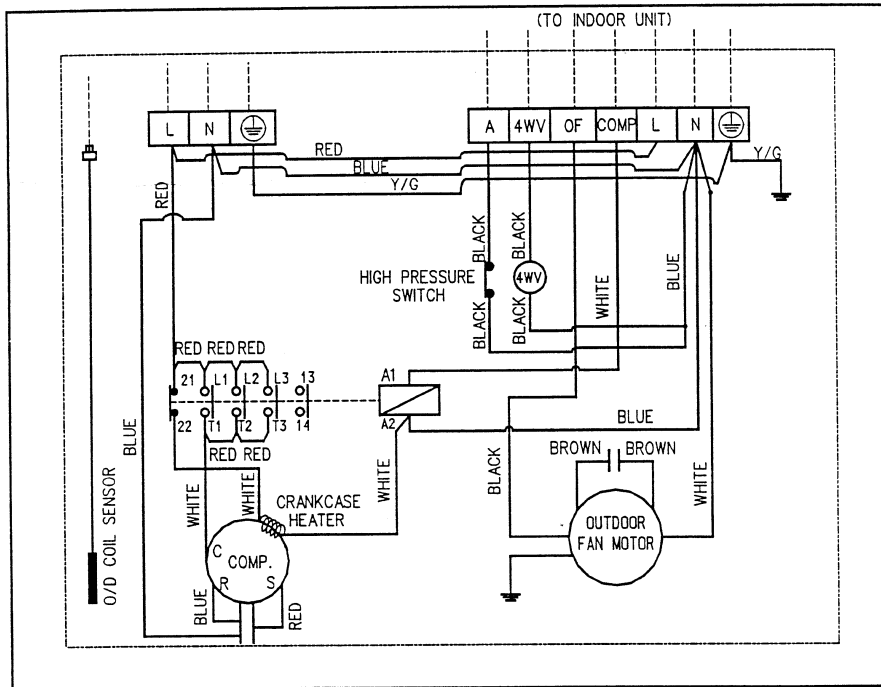 (TO INDOOR UNIT)
L N
A 4WV OF COMP L N
RED
BLUE
Y/G
Y/G
RED
BLACK
BLACK
HIGH PRESSURE
SWITCH
4WV
WHITE
BLUE
BLACK
BLACK
RED RED RED
21 L1 L2 L3 13
22 T1 T2 T3 14
RED RED
A1
A2
BLUE
BLUE
WHITE
WHITE
CRANKCASE
HEATER
WHITE
BLACK
BROWN BROWN
WHITE
OUTDOOR
FAN MOTOR
O/D COIL SENSOR
C
COMP.
R S
BLUE
RED